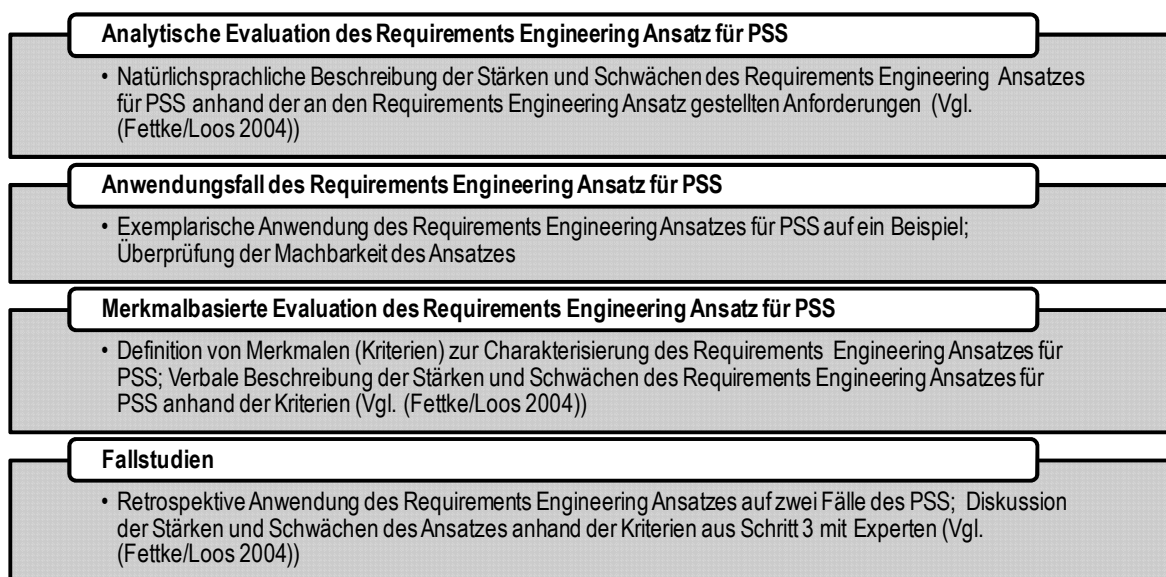 Analytische Evaluation des Requirements Engineering Ansatz für PSS
• Natürlichsprachliche Beschreibung der Stärken und Schwächen des Requirements Engineering Ansatzes
für PSS anhand der an den Requirements Engineering Ansatz gestellten Anforderungen (Vgl.
(Fettke/Loos 2004))
Anwendungsfall des Requirements Engineering Ansatz für PSS
• Exemplarische Anwendung des Requirements Engineering Ansatzes für PSS auf ein Beispiel;
Überprüfung der Machbarkeit des Ansatzes
Merkmalbasierte Evaluation des Requirements Engineering Ansatz für PSS
• Definition von Merkmalen (Kriterien) zur Charakterisierung des Requirements Engineering Ansatzes für
PSS; Verbale Beschreibung der Stärken und Schwächen des Requirements Engineering Ansatzes für
PSS anhand der Kriterien (Vgl. (Fettke/Loos 2004))
Fallstudien
• Retrospektive Anwendung des Requirements Engineering Ansatzes auf zwei Fälle des PSS; Diskussion
der Stärken und Schwächen des Ansatzes anhand der Kriterien aus Schritt 3 mit Experten (Vgl.
(Fettke/Loos 2004))